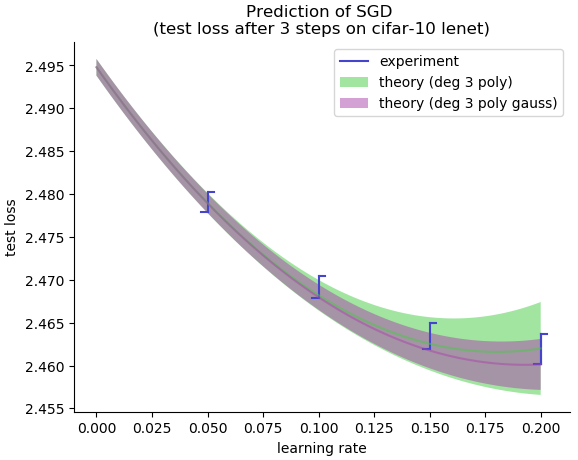 Prediction of SGD
(test loss after 3 steps on cifar-10 lenet)
experiment
theory (deg 3 poly)
theory (deg 3 poly gauss)
test loss
2.495
2.490
2.485
2.480
2.475
2.470
2.465
2.460
2.455
0.000 0.025 0.050 0.075 0.100 0.125 0.150 0.175 0.200
learning rate